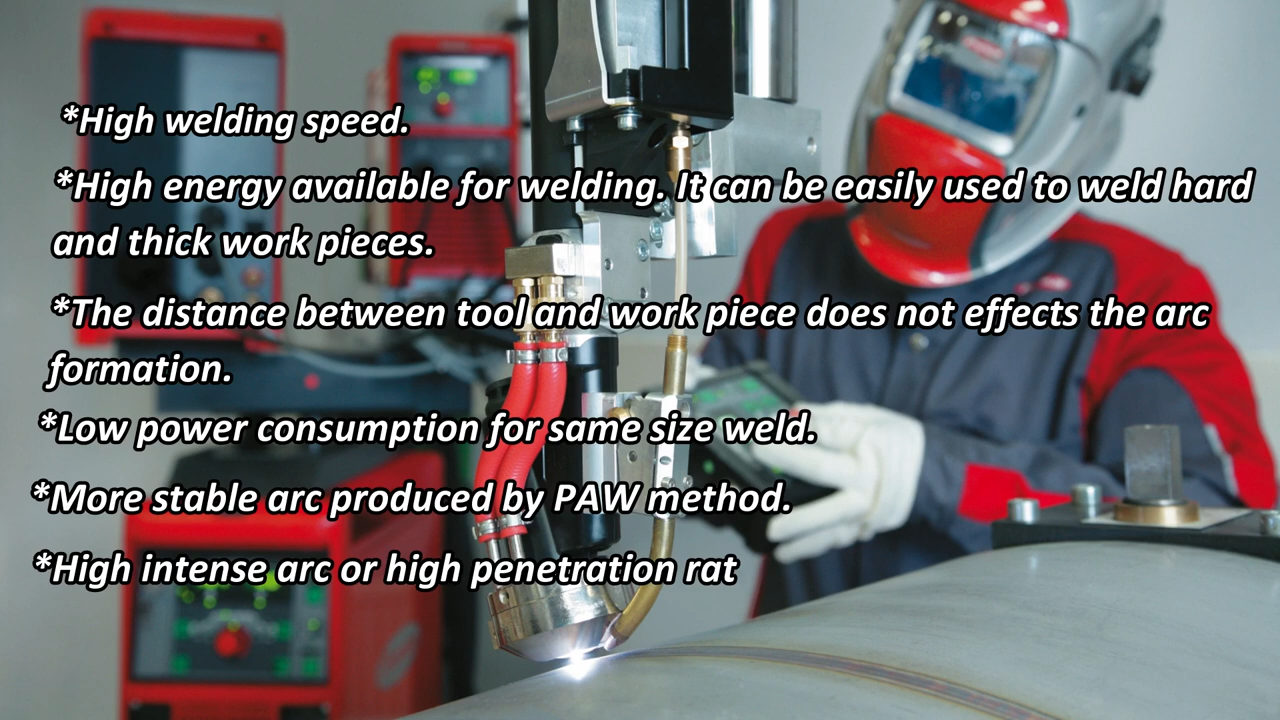 *High welding speed.
*High energy available for welding. It can be easily used to weld hard
and thick work pieces.
*The distance between tool and work piece does not effects the arc
formation.
*Low power consumption for same size weld.
*More stable arc produced by PAW method.
*High intense arc or high penetration rat